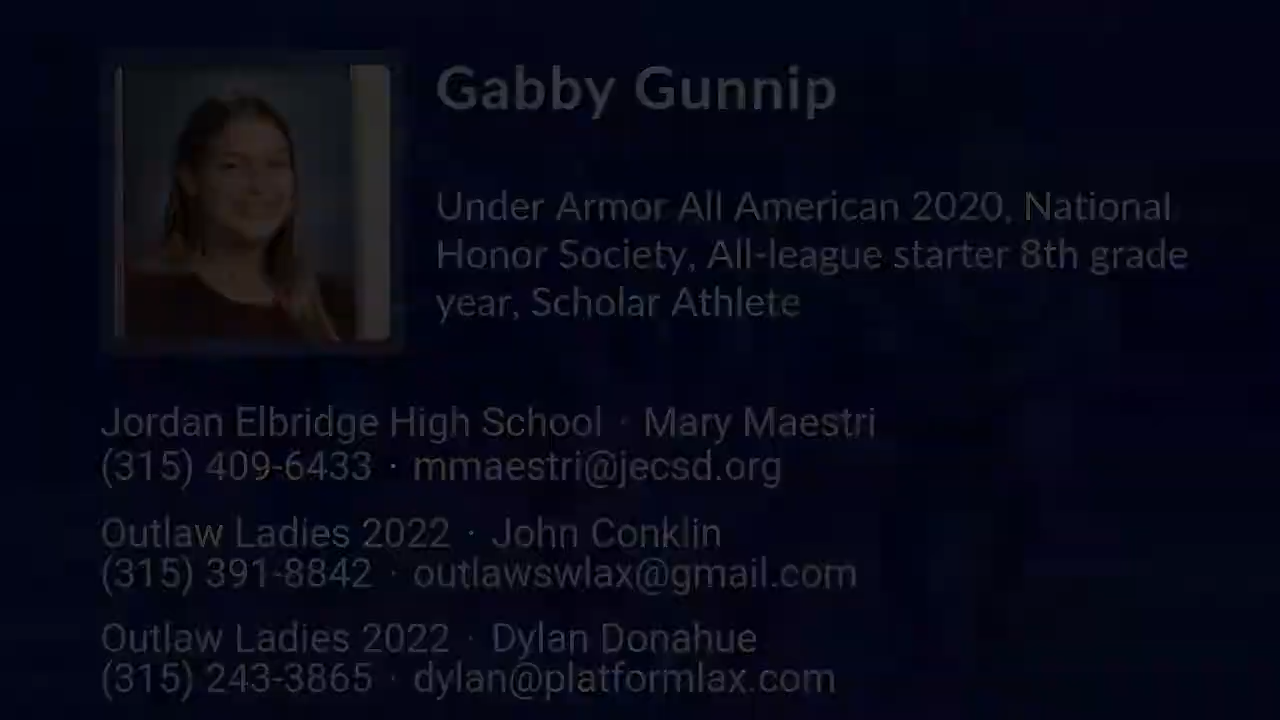 Gabby Gunnip
Under Armor All American 2020, National
Honor Society, All-league starter 8th grade
year, Scholar Athlete
Jordan Elbridge High School · Mary Maestri
(315) 409-6433 · mmaestri@jecsd.org
Outlaw Ladies 2022 · John Conklin
(315) 391-8842 · outlawswlax@gmail.com
Outlaw Ladies 2022 · Dylan Donahue
(315) 243-3865 · dylan@platformlax.com